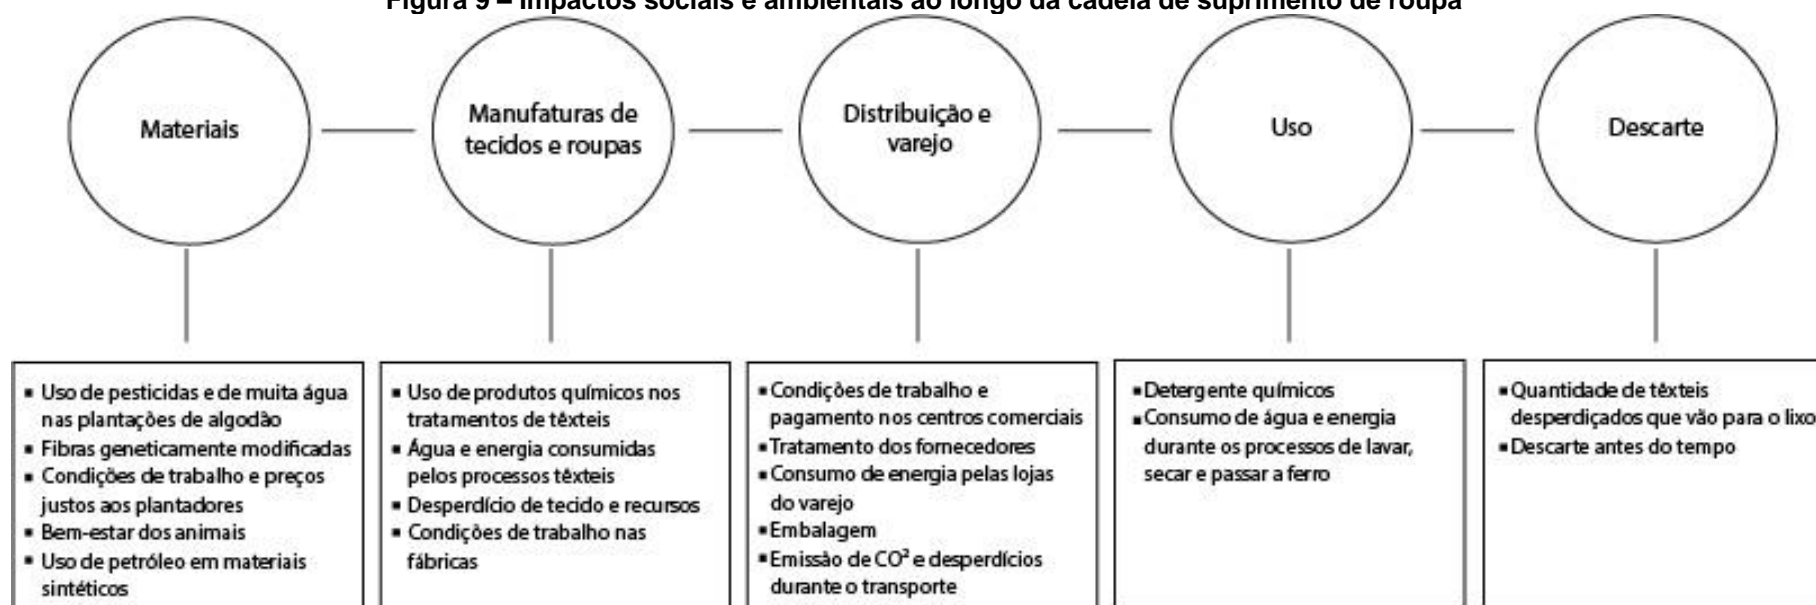 Figura 9 – Impactos sociais e ambientais ao longo da cadeia de suprimento de roupa
Materiais
Manufaturas de
tecidos e roupas
Distribuição e
varejo
Uso
Descarte
▪ Uso de pesticidas e de muita água
nas plantações de algodão
▪ Fibras geneticamente modificadas
▪ Condições de trabalho e preços
justos aos plantadores
▪ Bem-estar dos animais
▪ Uso de petróleo em materiais
sintéticos
▪ Uso de produtos químicos nos
tratamentos de têxteis
▪ Água e energia consumidas
pelos processos têxteis
▪ Desperdício de tecido e recursos
▪ Condições de trabalho nas
fábricas
▪ Condições de trabalho e
pagamento nos centros comerciais
▪ Tratamento dos fornecedores
▪ Consumo de energia pelas lojas
do varejo
▪ Embalagem
▪ Emissão de CO² e desperdícios
durante o transporte
▪ Detergente químicos
▪ Consumo de água e energia
durante os processos de lavar,
secar e passar a ferro
▪ Quantidade de têxteis
desperdiçados que vão para o lixo
▪ Descarte antes do tempo